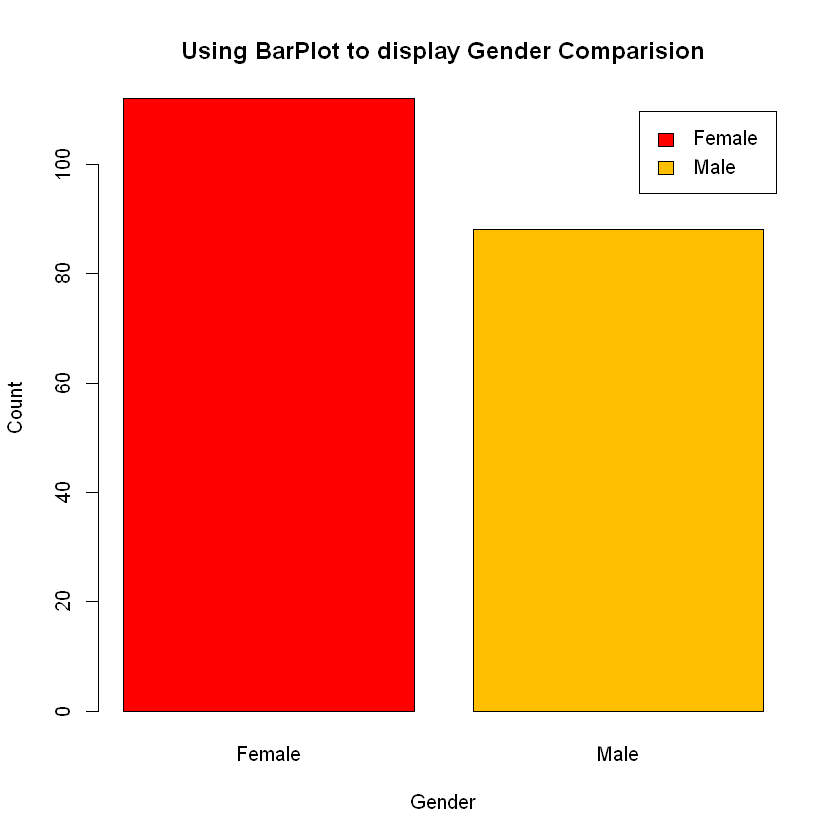 Using BarPlot to display Gender Comparision
Female
Male
100
80
60
40
20
0
Count
Female
Male
Gender